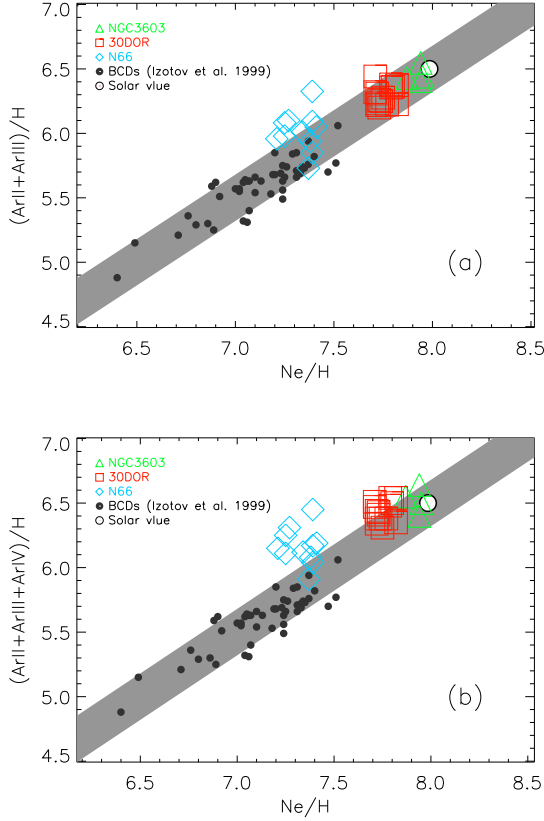 7.0
6.5
6.0
5.5
5.0
4.5
(ArII+ArIII)/H
NGC3603
30DOR
N66
BCDs (Izotov et al. 1999)
Solar vlue
(a)
6.5
7.0
7.5
8.0
8.5
Ne/H
7.0
6.5
6.0
5.5
5.0
4.5
(ArII+ArIII+ArIV)/H
NGC3603
30DOR
N66
BCDs (Izotov et al. 1999)
Solar vlue
(b)
6.5
7.0
7.5
8.0
8.5
Ne/H